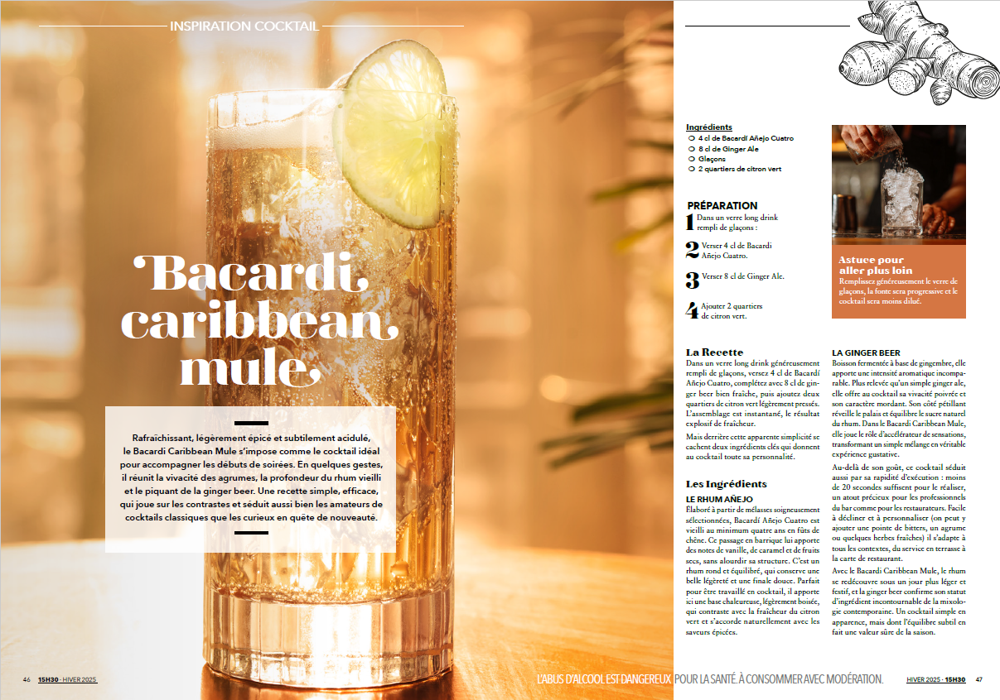 INSPIRATION COCKTAIL
Bacardi
caribbean
mule
Rafraîchissant, légèrement épicé et subtilement acidulé,
le Bacardi Caribbean Mule s'impose comme le cocktail idéal
pour accompagner les débuts de soirées. En quelques gestes,
il réunit la vivacité des agrumes, la profondeur du rhum vieilli
et le piquant de la ginger beer. Une recette simple, efficace,
qui joue sur les contrastes et séduit aussi bien les amateurs de
cocktails classiques que les curieux en quête de nouveauté.
46 15H30 · HIVER 2025
Ingrédients
4 cl de Bacardí Añejo Cuatro
8 cl de Ginger Ale
Glaçons
2 quartiers de citron vert
PRÉPARATION
1 Dans un verre long drink
rempli de glaçons :
2 Verser 4 cl de Bacardi
Añejo Cuatro.
3 Verser 8 cl de Ginger Ale.
4 Ajouter 2 quartiers
de citron vert.
Astuce pour
aller plus loin
Remplissez généreusement le verre de
glaçons, la fonte sera progressive et le
cocktail sera moins dilué.
La Recette
Dans un verre long drink généreusement
rempli de glaçons, versez 4 cl de Bacardí
Añejo Cuatro, complétez avec 8 cl de gin-
ger beer bien fraîche, puis ajoutez deux
quartiers de citron vert légèrement pressés.
L'assemblage est instantané, le résultat
explosif de fraîcheur.
Mais derrière cette apparente simplicité se
cachent deux ingrédients clés qui donnent
au cocktail toute sa personnalité.
Les Ingrédients
LE RHUM AÑEJO
Élaboré à partir de mélasses soigneusement
sélectionnées, Bacardí Añejo Cuatro est
vieilli au minimum quatre ans en fûts de
chêne. Ce passage en barrique lui apporte
des notes de vanille, de caramel et de fruits
secs, sans alourdir sa structure. C'est un
rhum rond et équilibré, qui conserve une
belle légèreté et une finale douce. Parfait
pour être travaillé en cocktail, il apporte
ici une base chaleureuse, légèrement boisée,
qui contraste avec la fraîcheur du citron
vert et s'accorde naturellement avec les
saveurs épicées.
LA GINGER BEER
Boisson fermentée à base de gingembre, elle
apporte une intensité aromatique incompa-
rable. Plus relevée qu'un simple ginger ale,
elle offre au cocktail sa vivacité poivrée et
son caractère mordant. Son côté pétillant
réveille le palais et équilibre le sucre naturel
du rhum. Dans le Bacardi Caribbean Mule,
elle joue le rôle d'accélérateur de sensations,
transformant un simple mélange en véritable
expérience gustative.
Au-delà de son goût, ce cocktail séduit
aussi par sa rapidité d'exécution : moins
de 20 secondes suffisent pour le réaliser,
un atout précieux pour les professionnels
du bar comme pour les restaurateurs. Facile
à décliner et à personnaliser (on peut y
ajouter une pointe de bitters, un agrume
ou quelques herbes fraîches) il s'adapte à
tous les contextes, du service en terrasse à
la carte de restaurant.
Avec le Bacardi Caribbean Mule, le rhum
se redécouvre sous un jour plus léger et
festif, et la ginger beer confirme son statut
d'ingrédient incontournable de la mixolo-
gie contemporaine. Un cocktail simple en
apparence, mais dont l'équilibre subtil en
fait une valeur sûre de la saison.
L'ABUS D'ALCOOL EST DANGEREUX POUR LA SANTÉ. À CONSOMMER AVEC MODÉRATION.
HIVER 2025 · 15H30 47